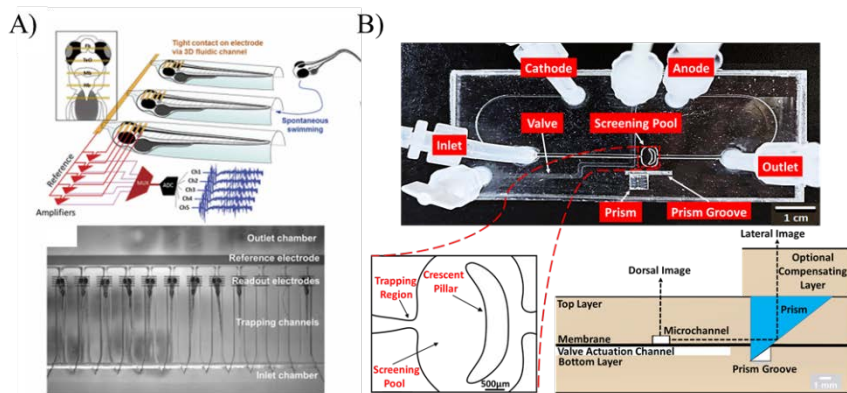 A)
Tight contact on electrode
via 3D fluidic channel
Spontaneous
swimming
Reference
Amplifiers
MUX
ADC
Ch1
Ch2
Ch3
Ch4
Ch5
Outlet chamber
Reference electrode
Readout electrodes
Trapping channels
Inlet chamber
B)
Cathode
Anode
Valve
Screening Pool
Inlet
Outlet
Prism
Prism Groove
1 cm
Trapping
Region
Crescent
Pillar
Screening
Pool
500μm
Lateral Image
Dorsal Image
Optional
Compensating
Layer
Top Layer
Prism
Microchannel
Membrane
Valve Actuation Channel
Bottom Layer
Prism Groove
1 mm